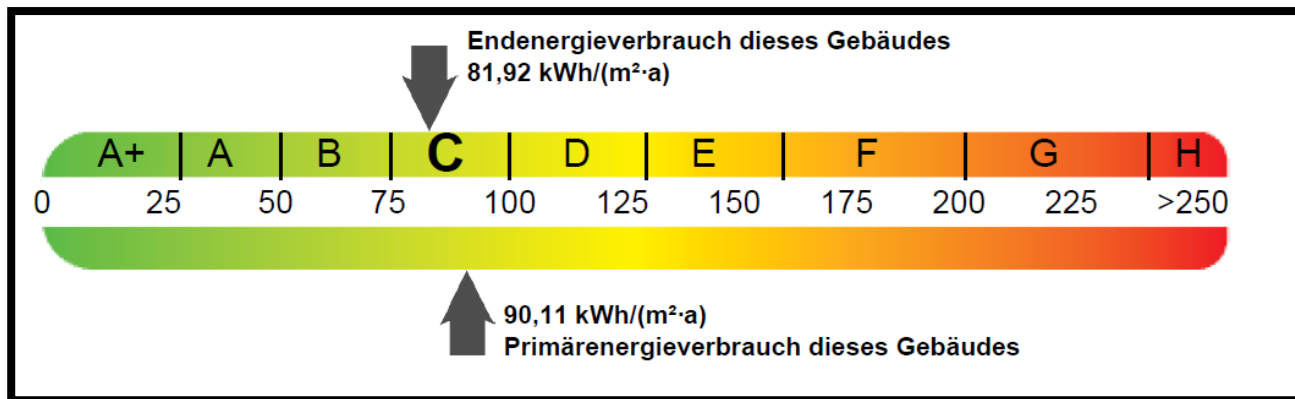 Endenergieverbrauch dieses Gebäudes
81,92 kWh/(m²·a)
A+ A B C D E F G H
0 25 50 75 100 125 150 175 200 225 >250
90,11 kWh/(m²·a)
Primärenergieverbrauch dieses Gebäudes